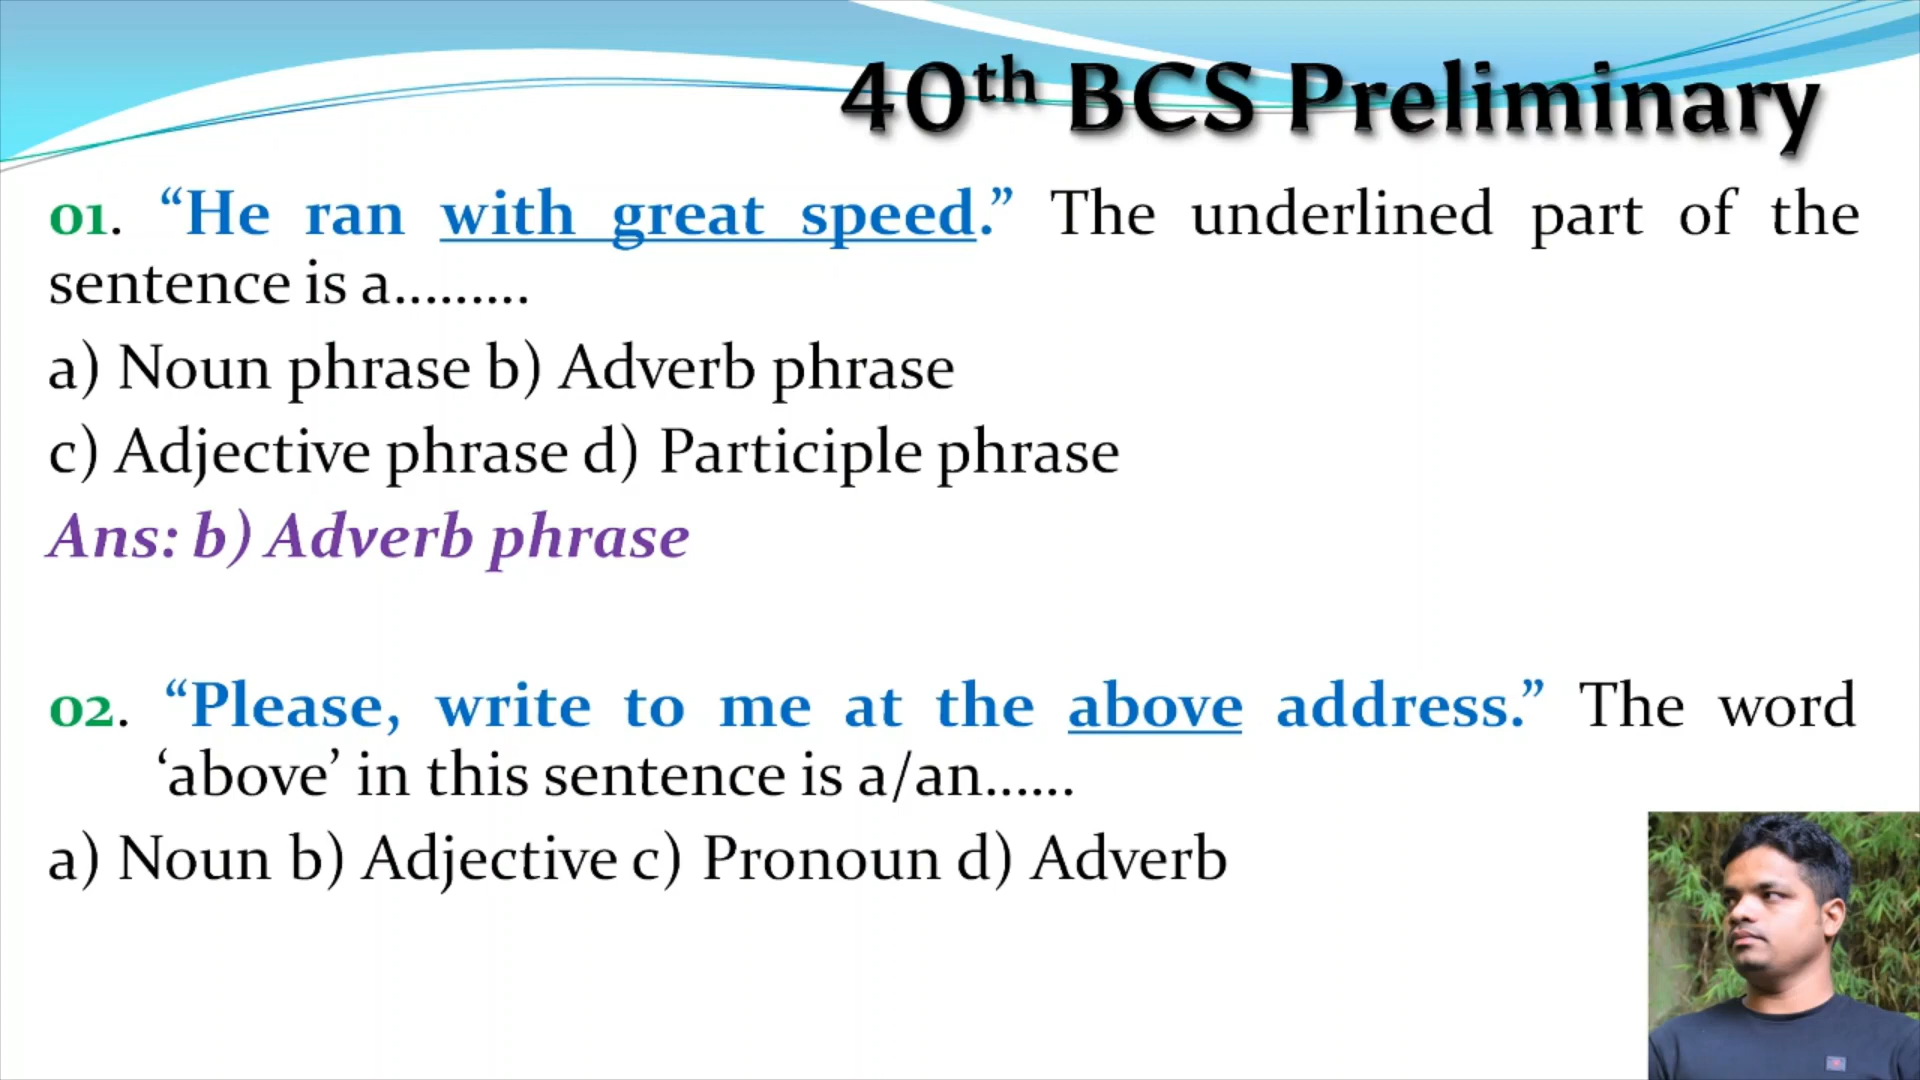 40th BCS Preliminary
01. “He ran with great speed.” The underlined part of the
sentence is a.........
a) Noun phrase b) Adverb phrase
c) Adjective phrase d) Participle phrase
Ans: b) Adverb phrase
02. “Please, write to me at the above address.” The word
‘above’ in this sentence is a/an......
a) Noun b) Adjective c) Pronoun d) Adverb